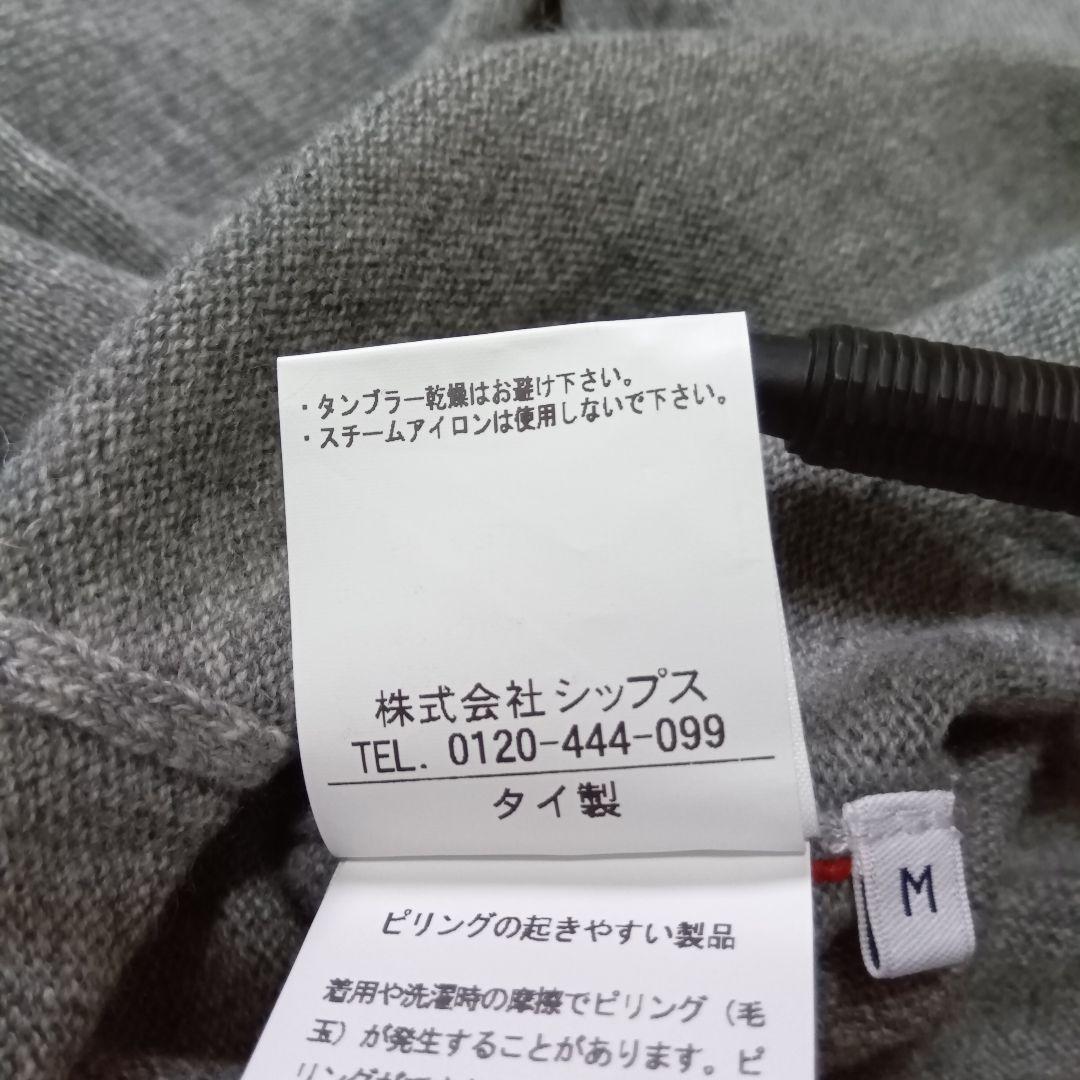 ・タンブラー乾燥はお避け下さい。
・スチームアイロンは使用しないで下さい。
株式会社シップス
TEL. 0120-444-099
タイ製
M
ピリングの起きやすい製品
着用や洗濯時の摩擦でピリング（毛
玉）が発生することがあります。ピ
リングが